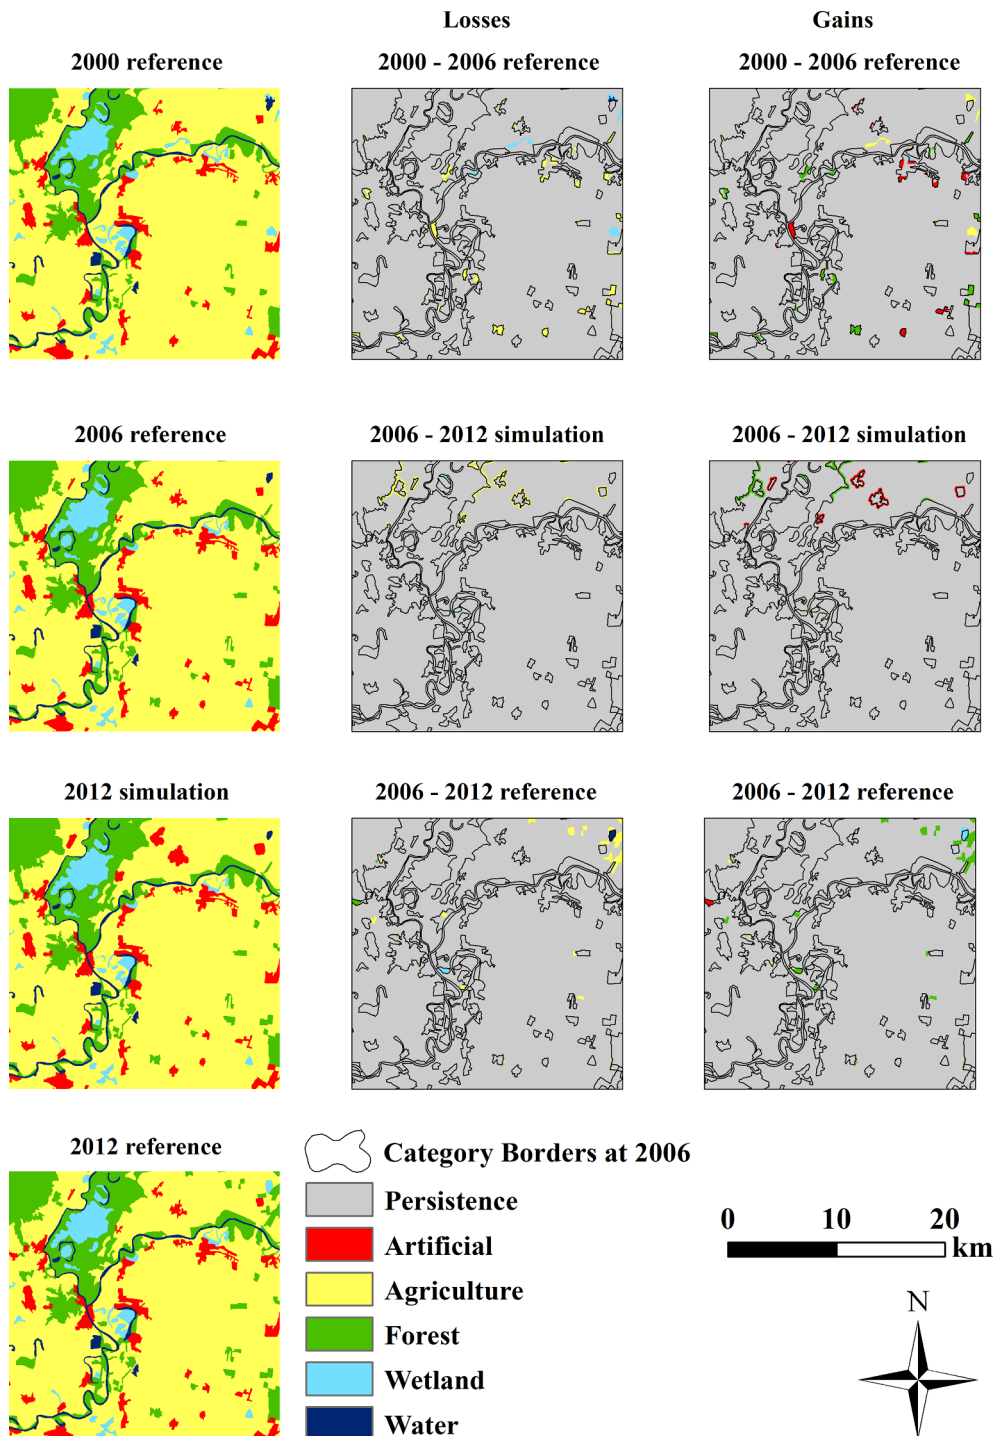 Losses
Gains
2000 reference
2000 - 2006 reference
2000 - 2006 reference
2006 reference
2006 - 2012 simulation
2006 - 2012 simulation
2012 simulation
2006 - 2012 reference
2006 - 2012 reference
2012 reference
Category Borders at 2006
Persistence
Artificial
Agriculture
Forest
Wetland
Water
0 10 20
km
N